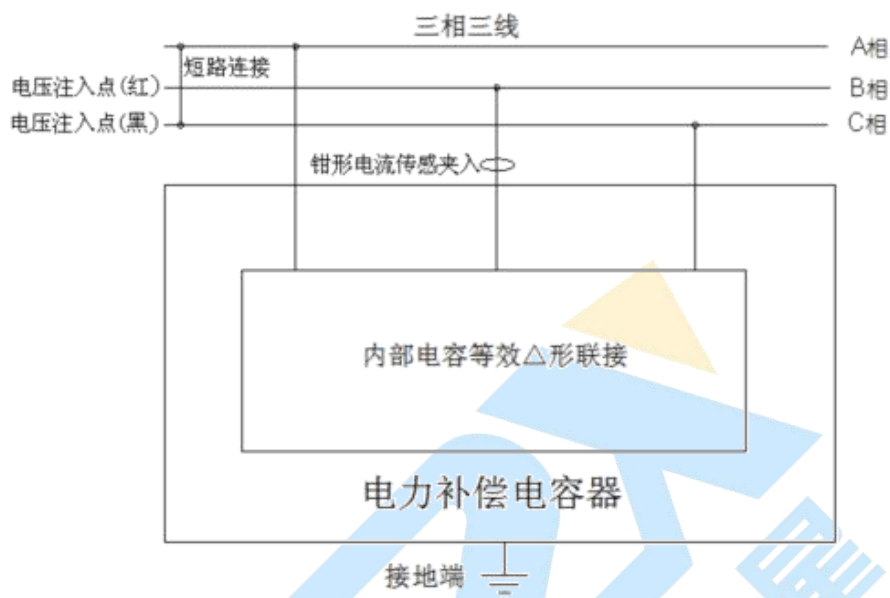 三相三线
A相
短路连接
电压注入点(红)
B相
电压注入点(黑)
C相
钳形电流传感夹入
内部电容等效△形联接
电力补偿电容器
接地端